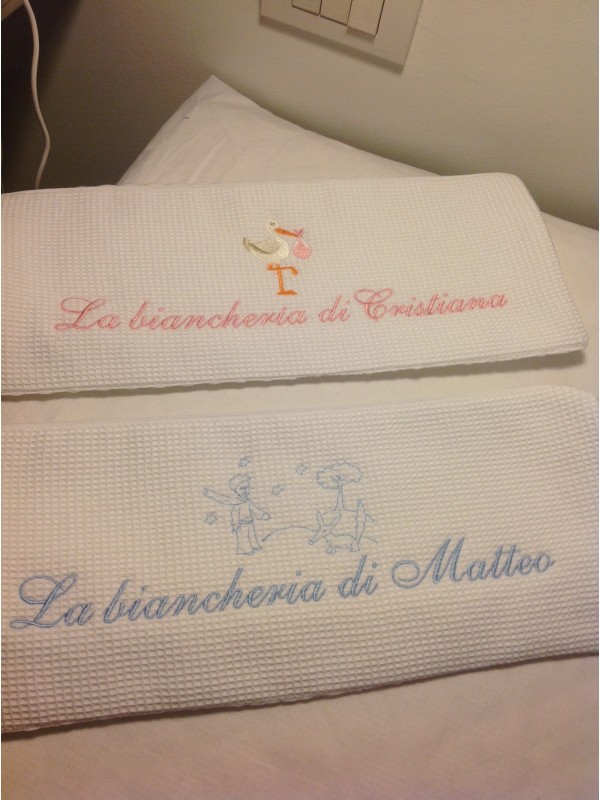 La biancheria di Cristiana
La biancheria di Matteo